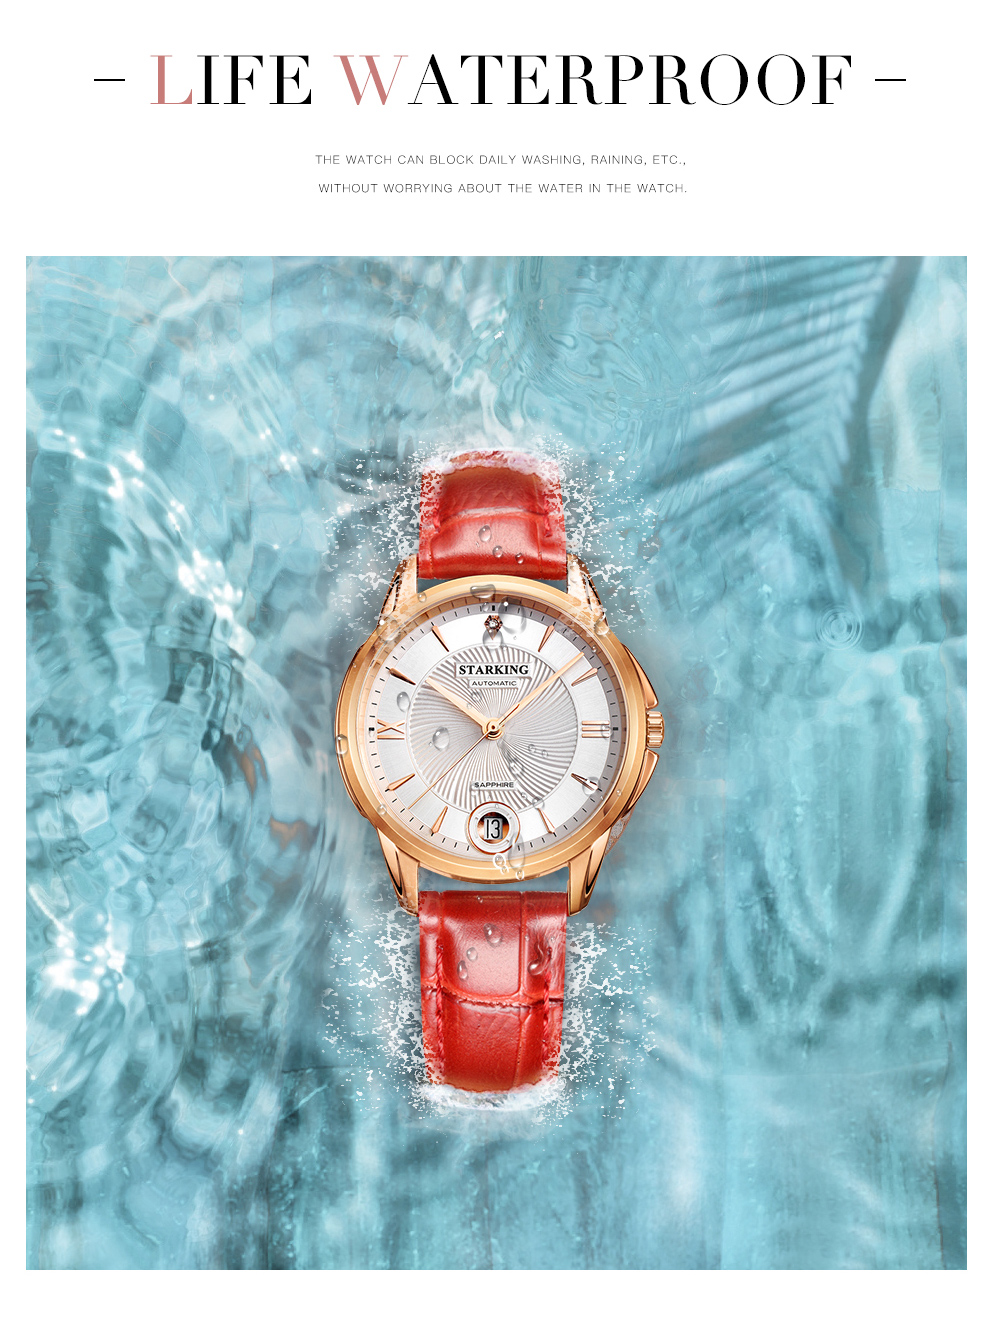 LIFE WATERPROOF
THE WATCH CAN BLOCK DAILY WASHING, RAINING, ETC.,
WITHOUT WORRYING ABOUT THE WATER IN THE WATCH.
STARKING
AUTOMATIC
SAPPHIRE
13